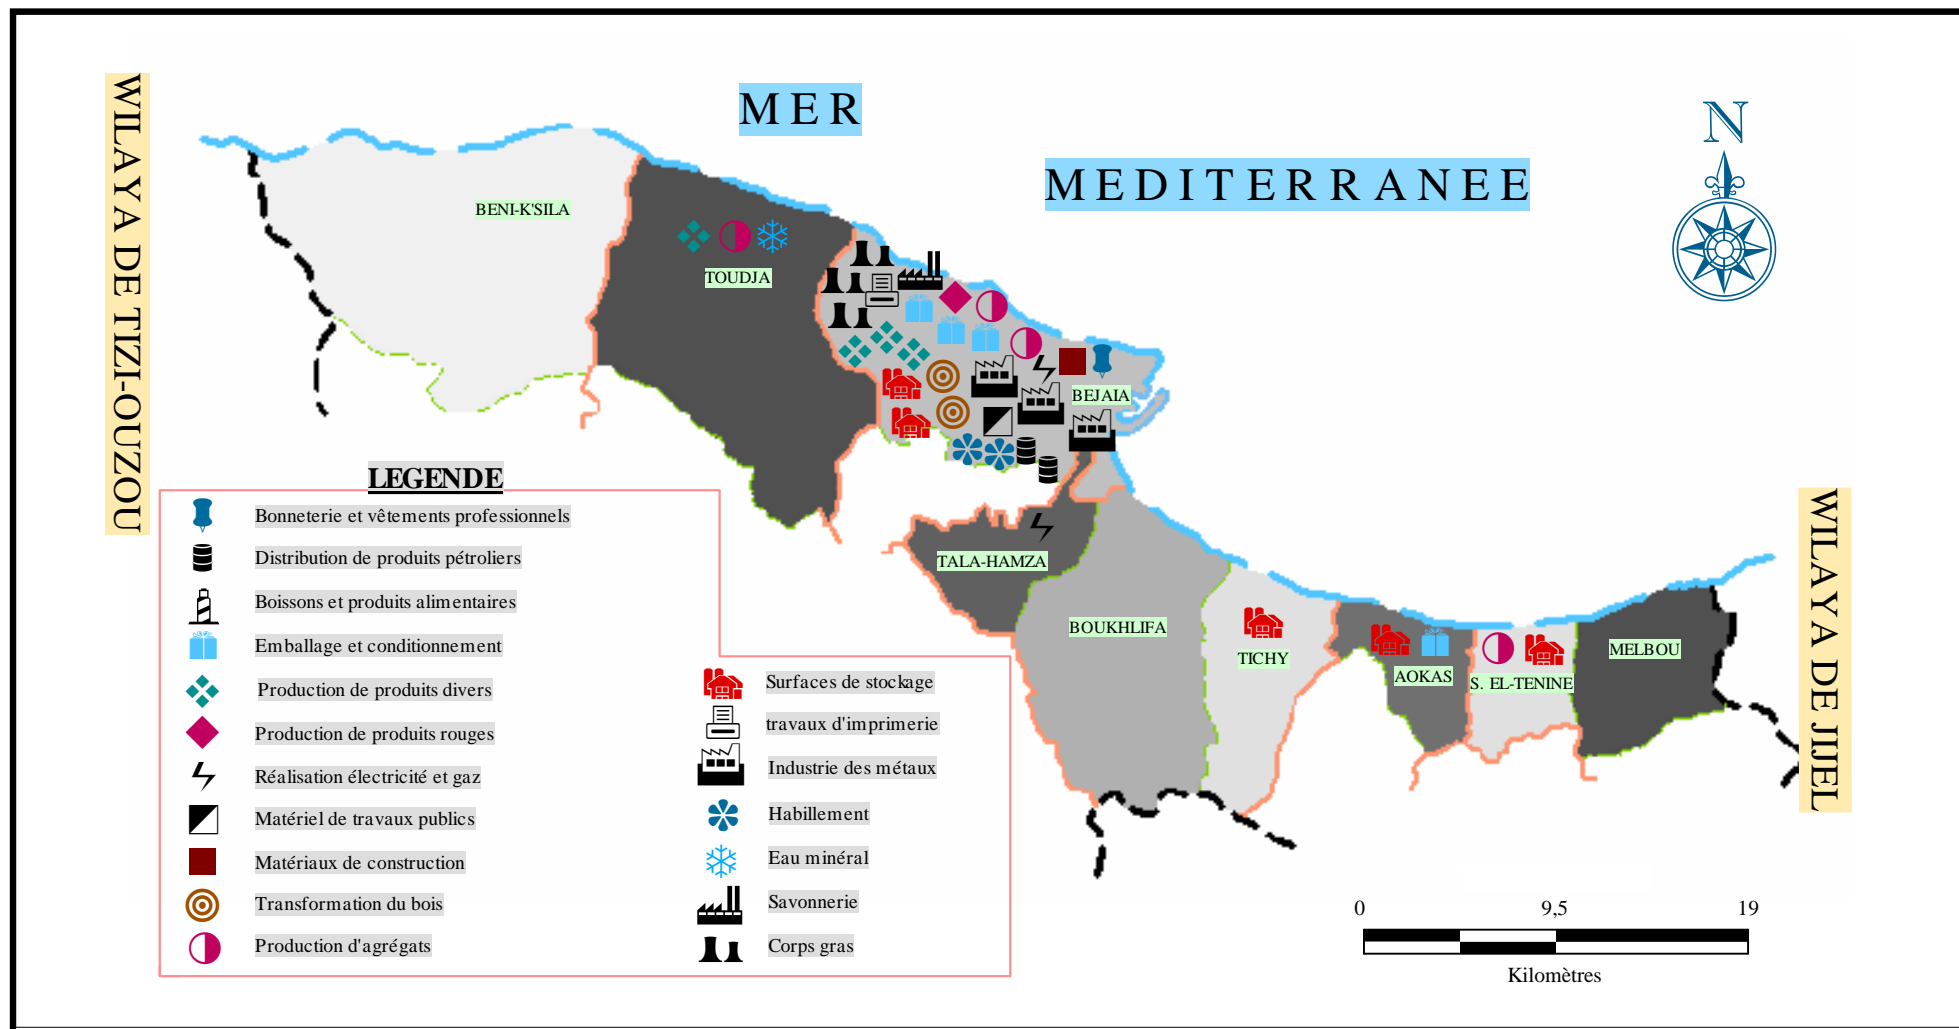 WILAYA DE TIZI-OUZOU
MER
MEDITERRANEE
N
BENI-K'SILA
TOUDJA
BEJAIA
TALA-HAMZA
BOUKHLIFA
TICHY
AOKAS
S. EL-TENINE
MELBOU
WILAYA DE JIJEL
LEGENDE
Bonneterie et vêtements professionnels
Distribution de produits pétroliers
Boissons et produits alimentaires
Emballage et conditionnement
Production de produits divers
Production de produits rouges
Réalisation électricité et gaz
Matériel de travaux publics
Matériaux de construction
Transformation du bois
Production d'agrégats
Surfaces de stockage
travaux d'imprimerie
Industrie des métaux
Habillement
Eau minéral
Savonnerie
Corps gras
0 9,5 19
Kilomètres